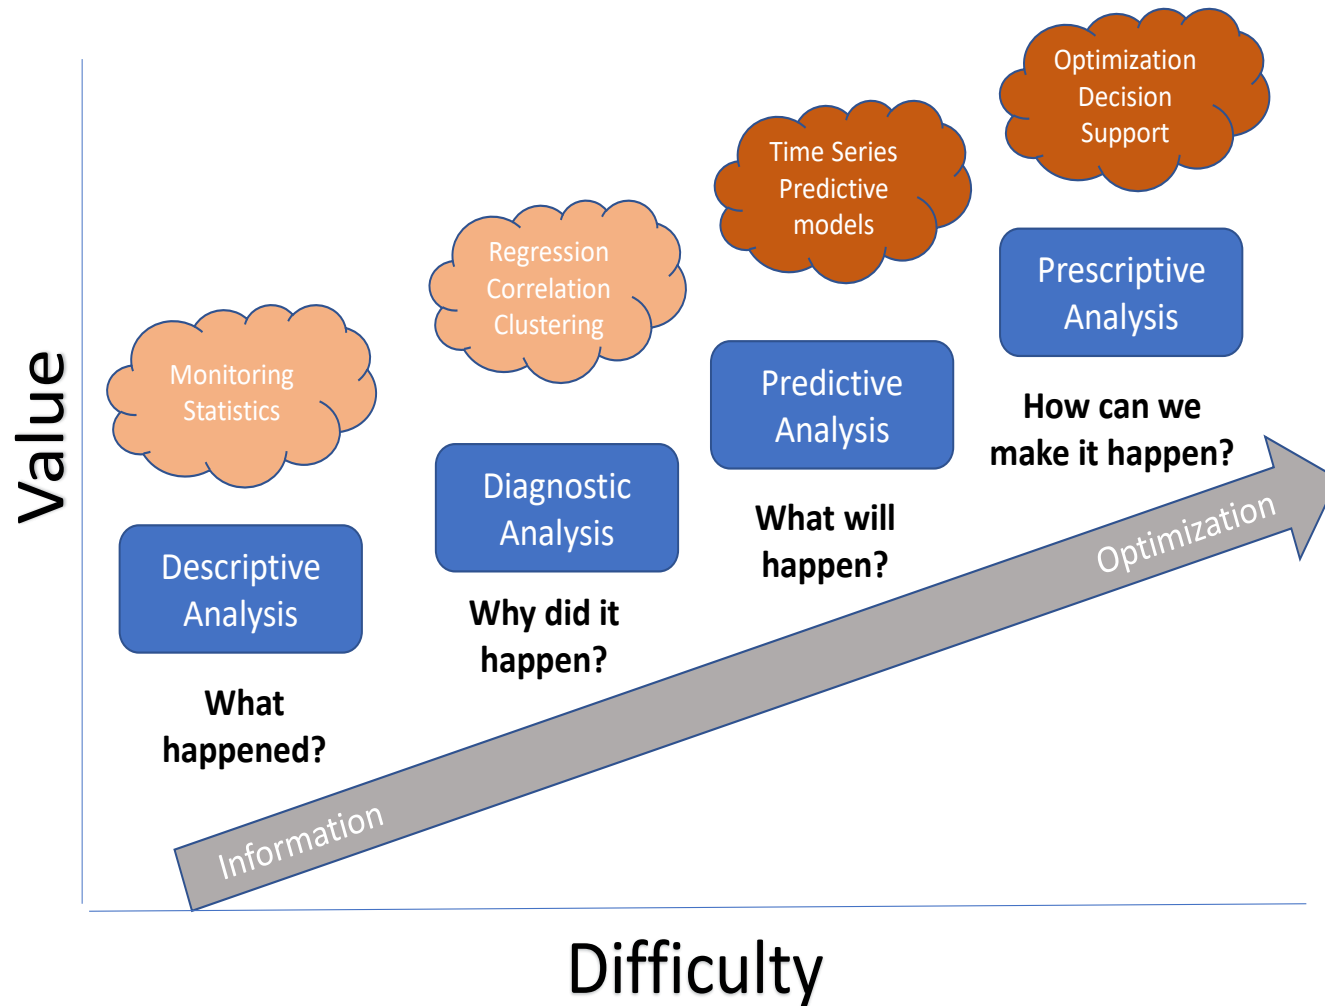 Value
Monitoring
Statistics
Descriptive
Analysis
What
happened?
Regression
Correlation
Clustering
Diagnostic
Analysis
Why did it
happen?
Time Series
Predictive
models
Predictive
Analysis
What will
happen?
Optimization
Decision
Support
Prescriptive
Analysis
How can we
make it happen?
Information
Optimization
Difficulty